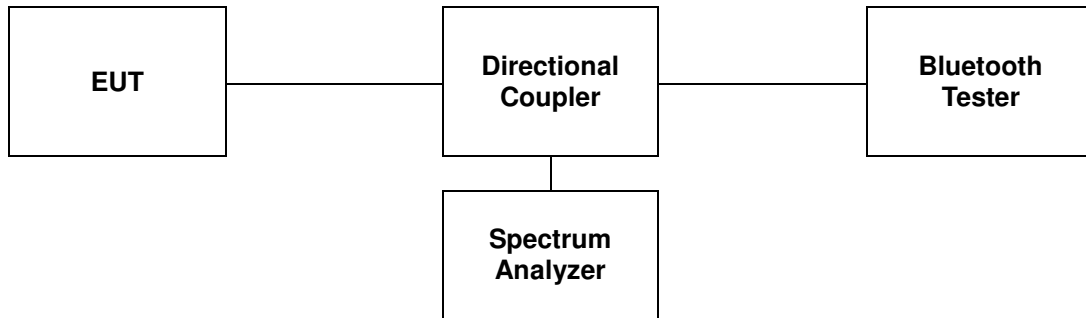 EUT
Directional
Coupler
Bluetooth
Tester
Spectrum
Analyzer